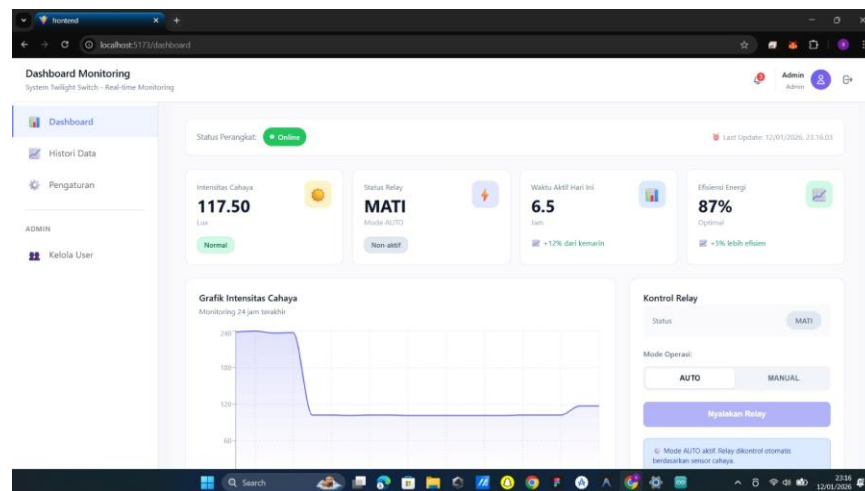 frontend
localhost:5173/dashboard
Dashboard Monitoring
System Twilight Switch - Real-time Monitoring
3
Admin
Admin
Dashboard
Histori Data
Pengaturan
ADMIN
Kelola User
Status Perangkat:
Online
Last Update: 12/01/2026, 23.16.03
Intensitas Cahaya
117.50
Lux
Normal
Status Relay
MATI
Mode AUTO
Non-aktif
Waktu Aktif Hari Ini
6.5
Jam
+12% dari kemarin
Efisiensi Energi
87%
Optimal
+5% lebih efisien
Grafik Intensitas Cahaya
Monitoring 24 jam terakhir
240
180
120
60
Kontrol Relay
Status
MATI
Mode Operasi:
AUTO
MANUAL
Nyalakan Relay
Mode AUTO aktif. Relay dikontrol otomatis
berdasarkan sensor cahaya.
Search
23:16
12/01/2026